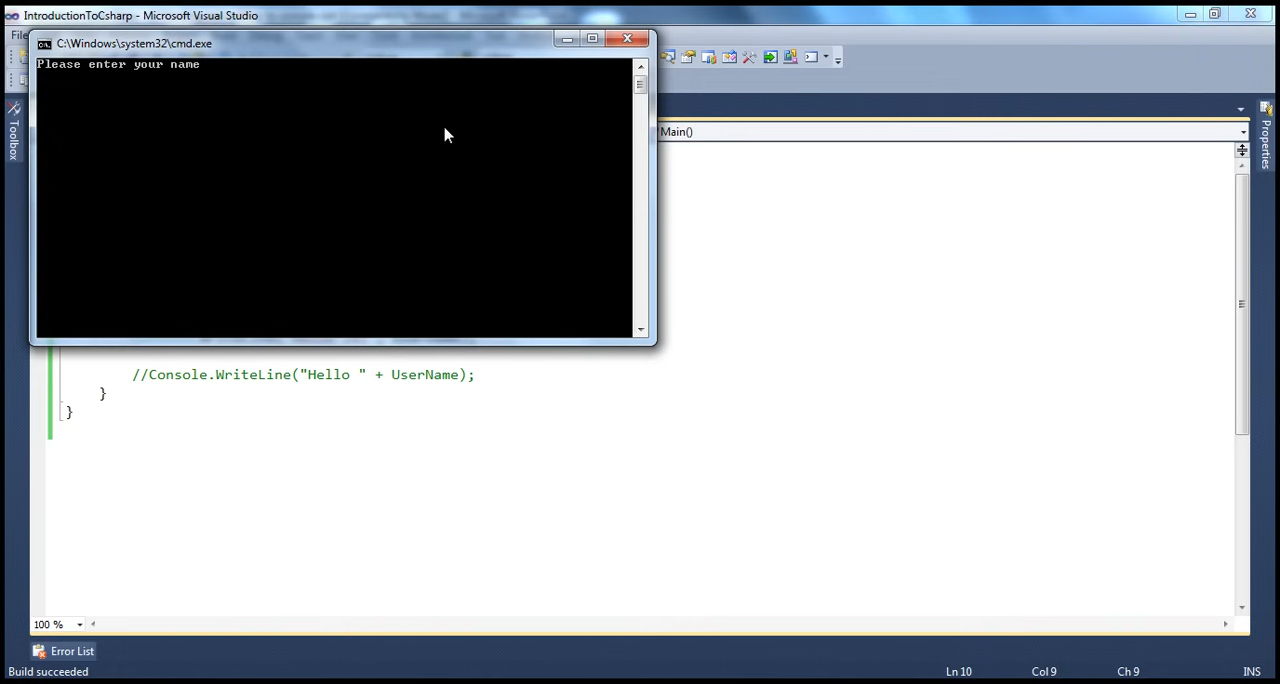 IntroductionToCsharp - Microsoft Visual Studio
File
C:\Windows\system32\cmd.exe
Please enter your name
Toolbox
Properties
Main()
//Console.WriteLine("Hello " + UserName);
}
}
100 %
Error List
Build succeeded
Ln 10
Col 9
Ch 9
INS